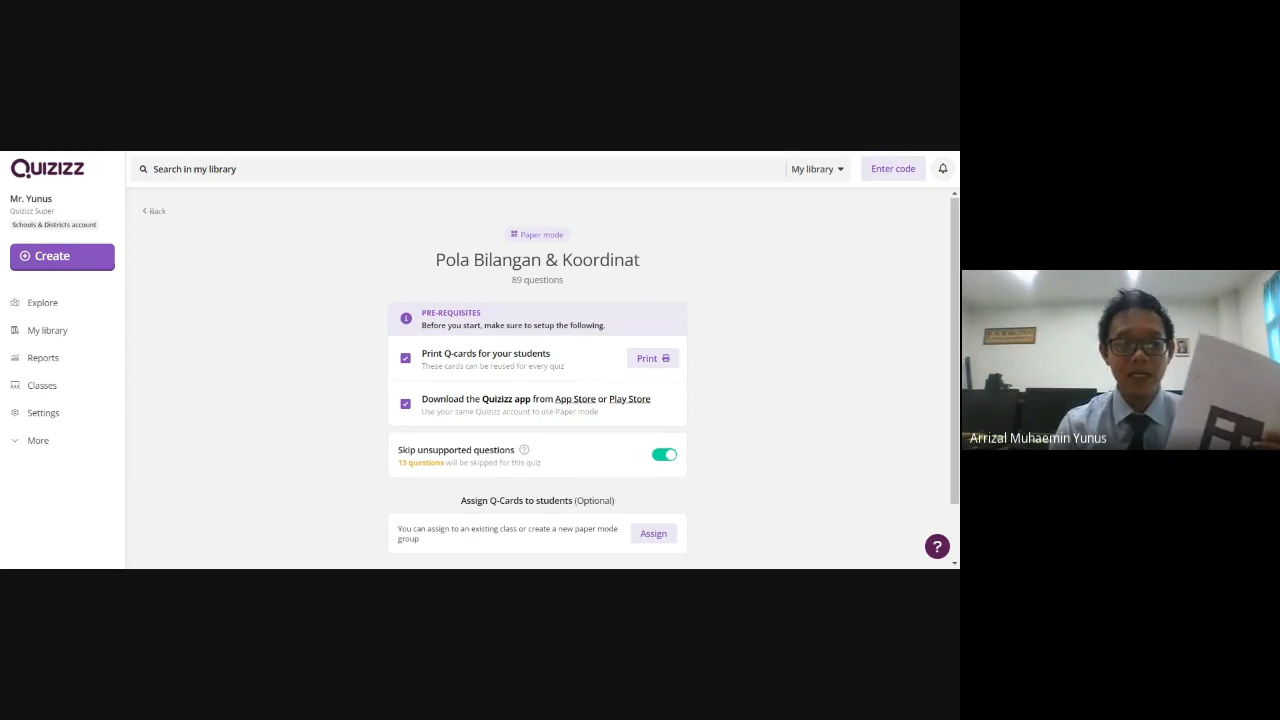 Quizizz
Search in my library
My library
Enter code
Mr. Yunus
Quizizz Super
Schools & Districts account
Create
Explore
My library
Reports
Classes
Settings
More
Back
Paper mode
Pola Bilangan & Koordinat
89 questions
PRE-REQUISITES
Before you start, make sure to setup the following.
Print Q-cards for your students
These cards can be reused for every quiz
Print
Download the Quizizz app from App Store or Play Store
Use your same Quizizz account to use Paper mode
Skip unsupported questions ?
13 questions will be skipped for this quiz
Assign Q-Cards to students (Optional)
You can assign to an existing class or create a new paper mode
group
Assign
?
Arrizal Muhaemin Yunus